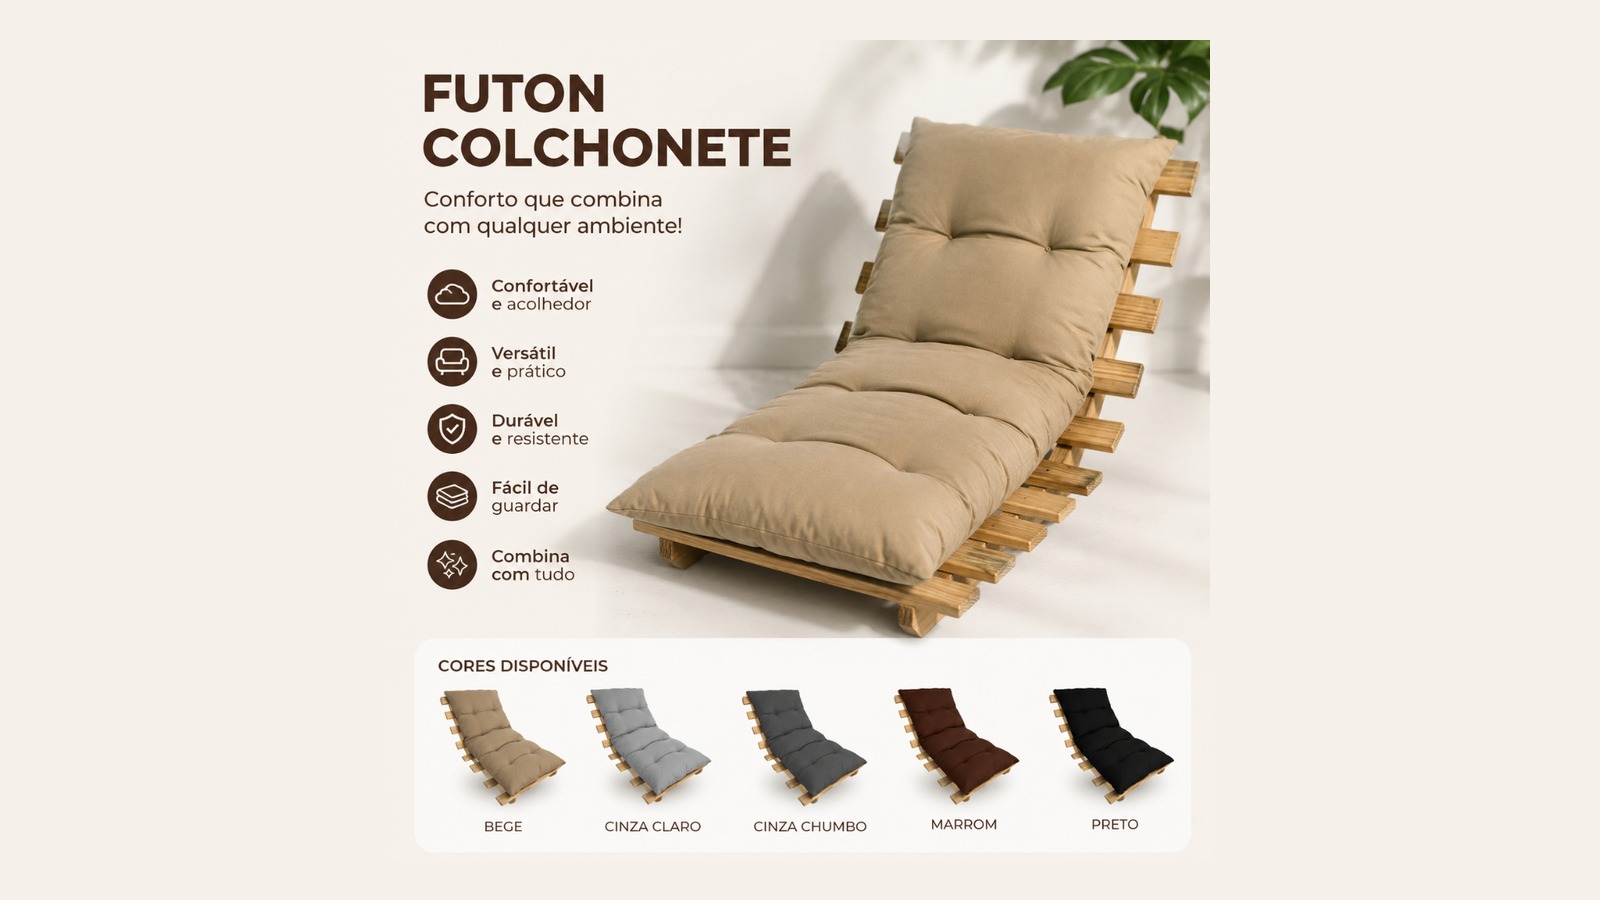 FUTON
COLCHONETE
Conforto que combina
com qualquer ambiente!
Confortável
e acolhedor
Versátil
e prático
Durável
e resistente
Fácil de
guardar
Combina
com tudo
CORES DISPONÍVEIS
BEGE
CINZA CLARO
CINZA CHUMBO
MARROM
PRETO